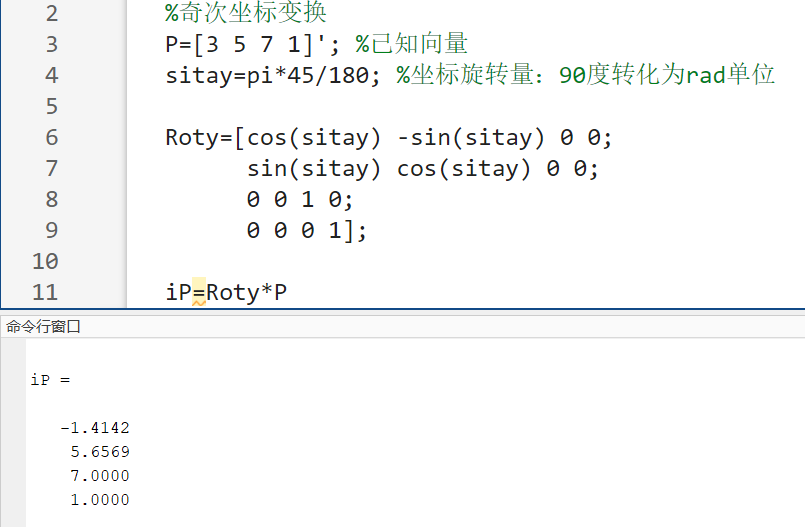 2 %奇次坐标变换
3 P=[3 5 7 1]'; %已知向量
4 sitay=pi*45/180; %坐标旋转量：90度转化为rad单位
5
6 Roty=[cos(sitay) -sin(sitay) 0 0;
7 sin(sitay) cos(sitay) 0 0;
8 0 0 1 0;
9 0 0 0 1];
10
11 iP=Roty*P
命令行窗口
iP =
-1.4142
5.6569
7.0000
1.0000